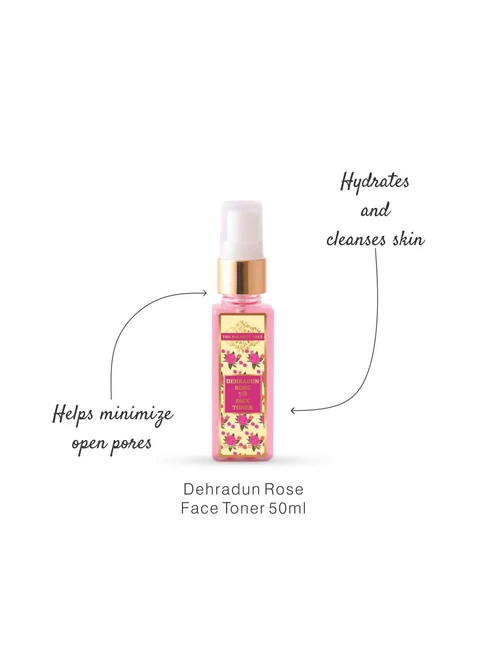 Hydrates
and
cleanses skin
Helps minimize
open pores
DEHRADUN
ROSE
FACE
TONER
Dehradun Rose
Face Toner 50ml